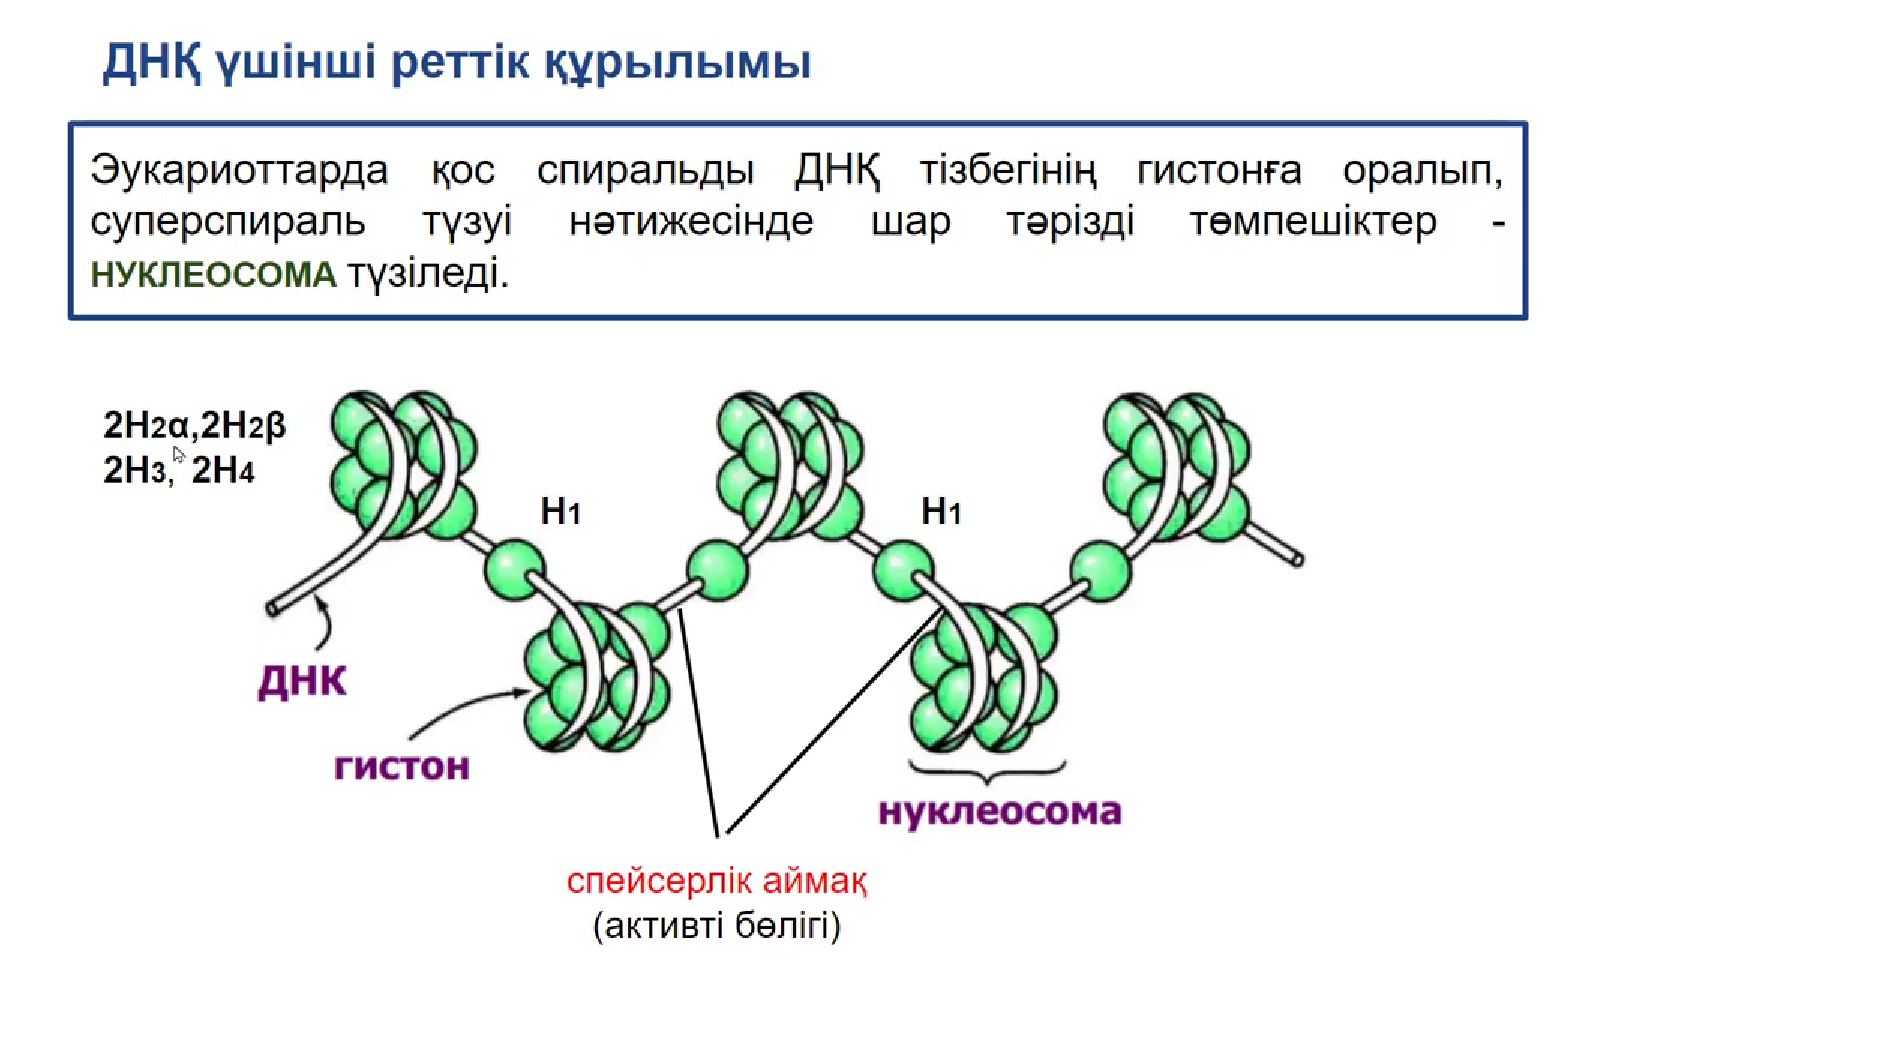 ДНҚ үшінші реттік құрылымы
Эукариоттарда қос спиральды ДНҚ тізбегінің гистонға оралып,
суперспираль түзуі нәтижесінде шар тәрізді төмпешіктер -
НУКЛЕОСОМА түзіледі.
2H2α,2H2β
2H3, 2H4
H1
H1
ДНК
гистон
нуклеосома
спейсерлік аймақ
(активті бөлігі)